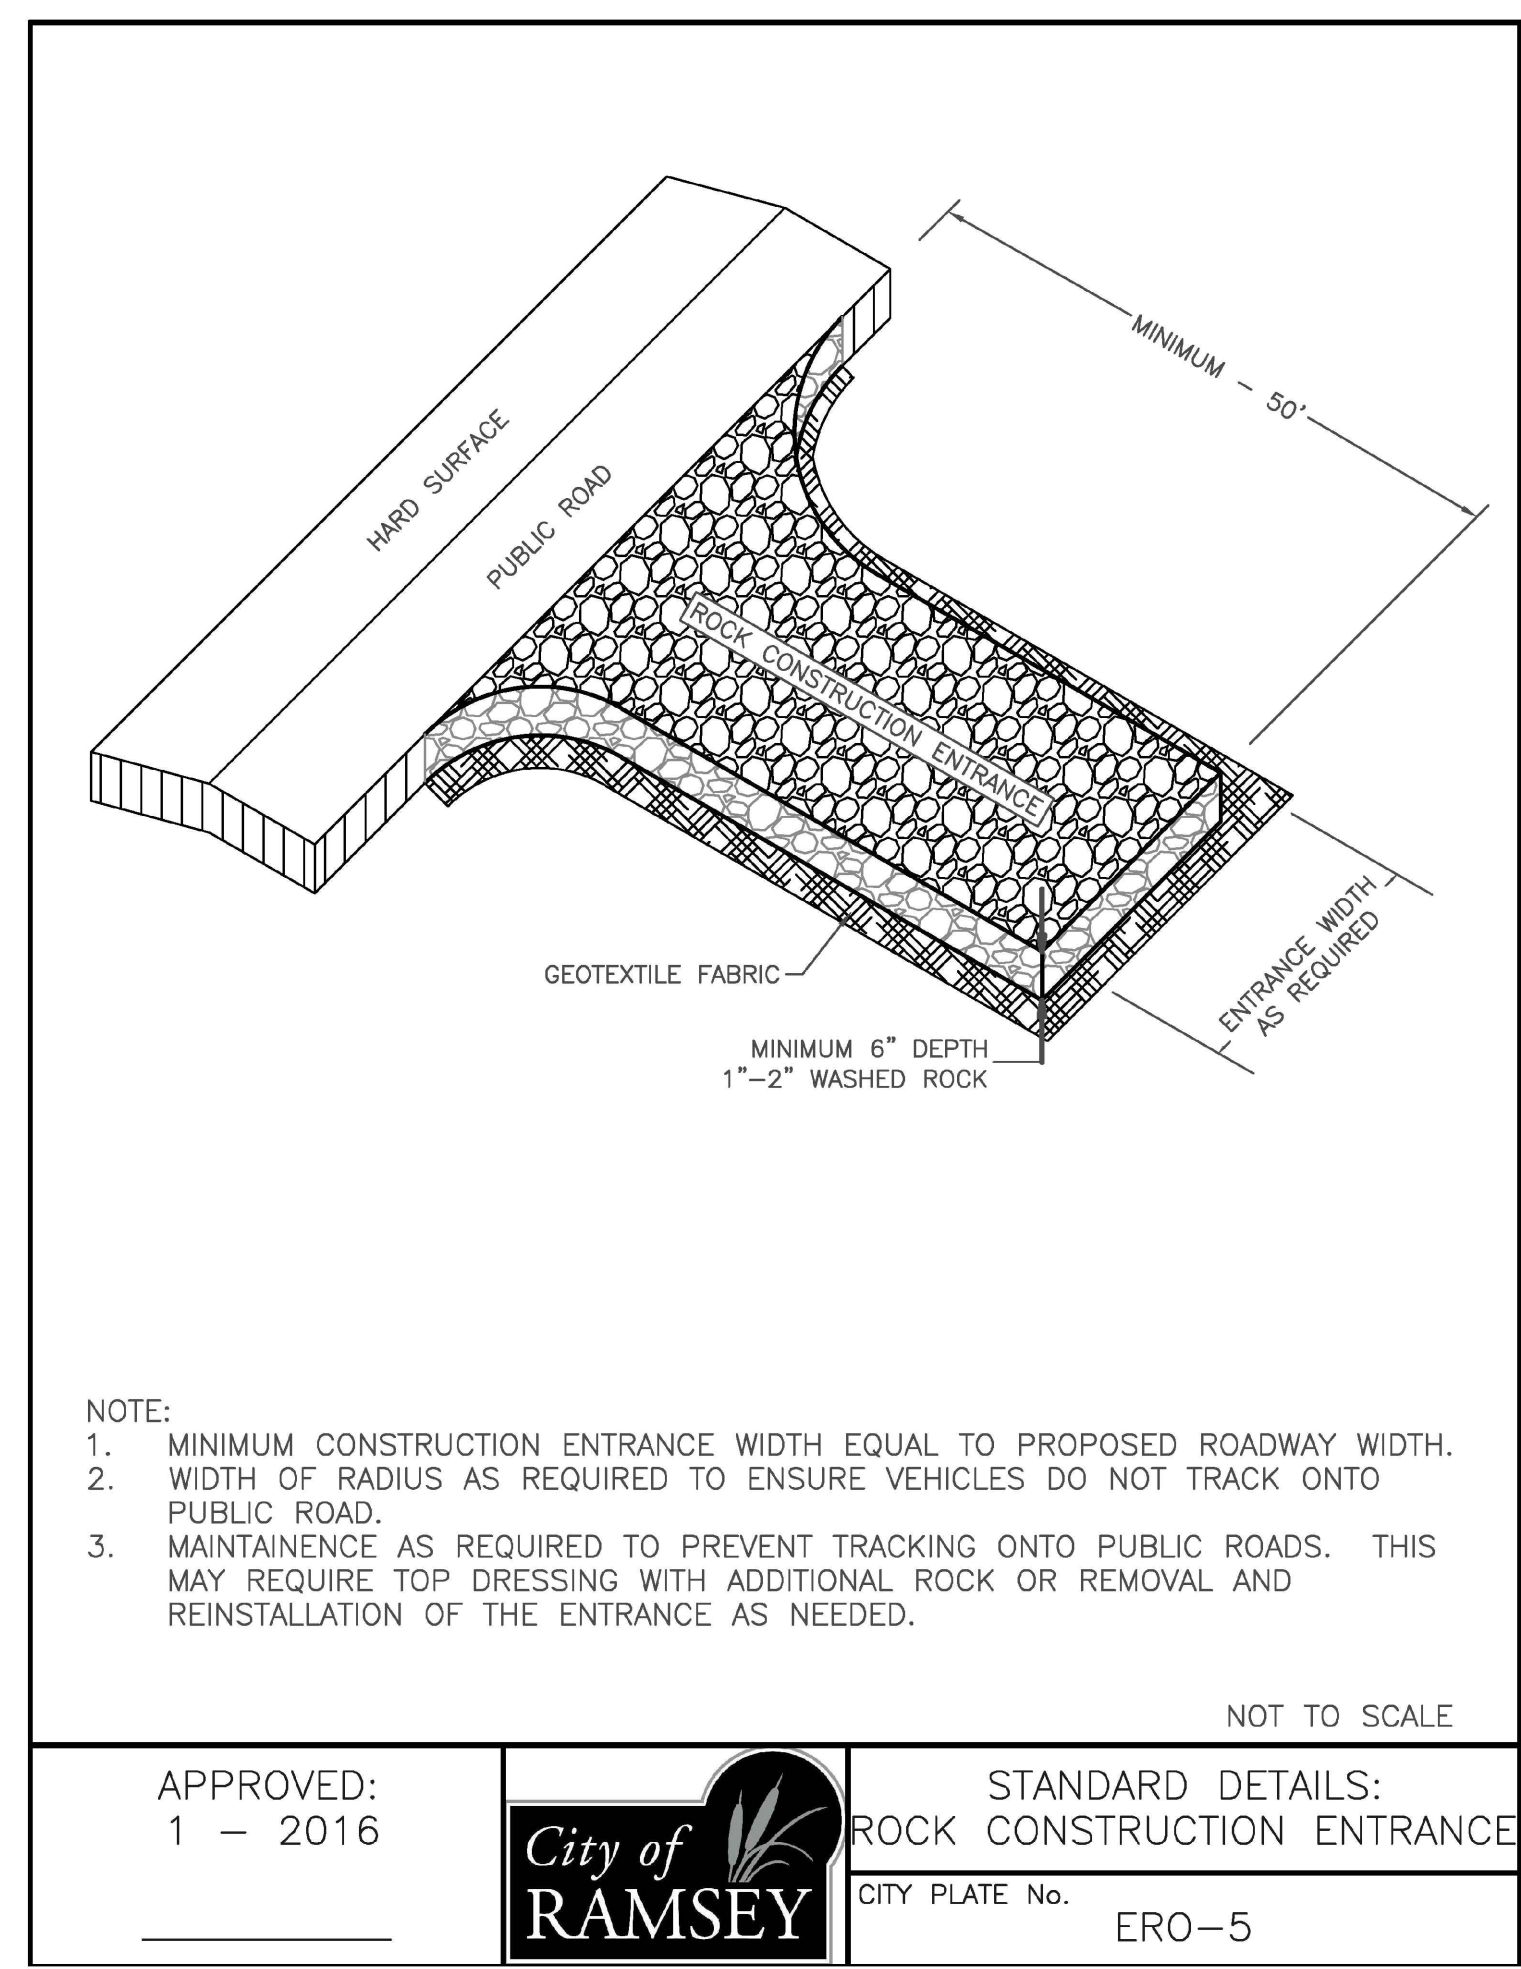 MINIMUM – 50'
HARD SURFACE
PUBLIC ROAD
ROCK CONSTRUCTION ENTRANCE
ENTRANCE WIDTH
AS REQUIRED
GEOTEXTILE FABRIC
MINIMUM 6" DEPTH
1"–2" WASHED ROCK
NOTE:
1. MINIMUM CONSTRUCTION ENTRANCE WIDTH EQUAL TO PROPOSED ROADWAY WIDTH.
2. WIDTH OF RADIUS AS REQUIRED TO ENSURE VEHICLES DO NOT TRACK ONTO
PUBLIC ROAD.
3. MAINTAINENCE AS REQUIRED TO PREVENT TRACKING ONTO PUBLIC ROADS. THIS
MAY REQUIRE TOP DRESSING WITH ADDITIONAL ROCK OR REMOVAL AND
REINSTALLATION OF THE ENTRANCE AS NEEDED.
NOT TO SCALE
APPROVED:
1 – 2016
City of
RAMSEY
STANDARD DETAILS:
ROCK CONSTRUCTION ENTRANCE
CITY PLATE No.
ERO–5